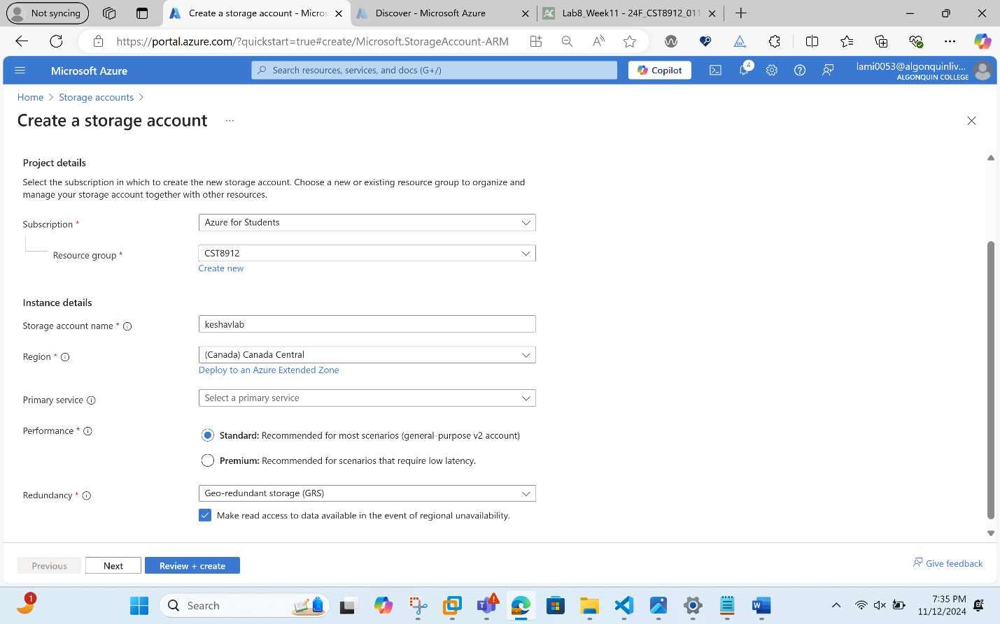 Not syncing
Create a storage account - Micros
Discover - Microsoft Azure
Lab8_Week11 - 24F_CST8912_011
https://portal.azure.com/?quickstart=true#create/Microsoft.StorageAccount-ARM
Microsoft Azure
Search resources, services, and docs (G+/)
Copilot
4
lami0053@algonquinliv...
ALGONQUIN COLLEGE
Home > Storage accounts >
Create a storage account ...
Project details
Select the subscription in which to create the new storage account. Choose a new or existing resource group to organize and
manage your storage account together with other resources.
Subscription *
Azure for Students
Resource group *
CST8912
Create new
Instance details
Storage account name *
keshavlab
Region *
(Canada) Canada Central
Deploy to an Azure Extended Zone
Primary service
Select a primary service
Performance *
Standard: Recommended for most scenarios (general-purpose v2 account)
Premium: Recommended for scenarios that require low latency.
Redundancy *
Geo-redundant storage (GRS)
Make read access to data available in the event of regional unavailability.
Previous
Next
Review + create
Give feedback
1
Search
7:35 PM
11/12/2024